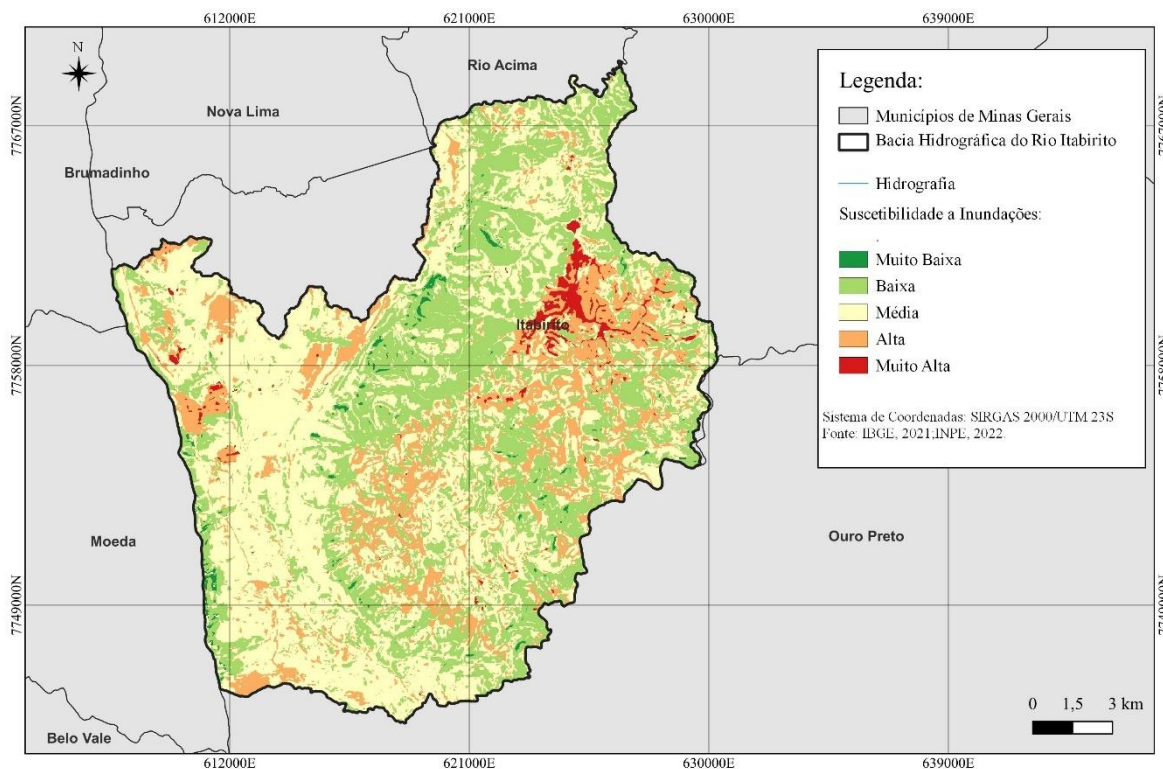 612000E
621000E
630000E
639000E
N
Rio Acima
Nova Lima
Brumadinho
7767000N
7767000N
Legenda:
Municípios de Minas Gerais
Bacia Hidrográfica do Rio Itabirito
Hidrografia
Suscetibilidade a Inundações:
.
Muito Baixa
Baixa
Média
Alta
Muito Alta
Sistema de Coordenadas: SIRGAS 2000/UTM 23S
Fonte: IBGE, 2021;INPE, 2022
Itabirito
7758000N
7758000N
Moeda
Ouro Preto
7749000N
7749000N
Belo Vale
0 1,5 3 km
612000E
621000E
630000E
639000E